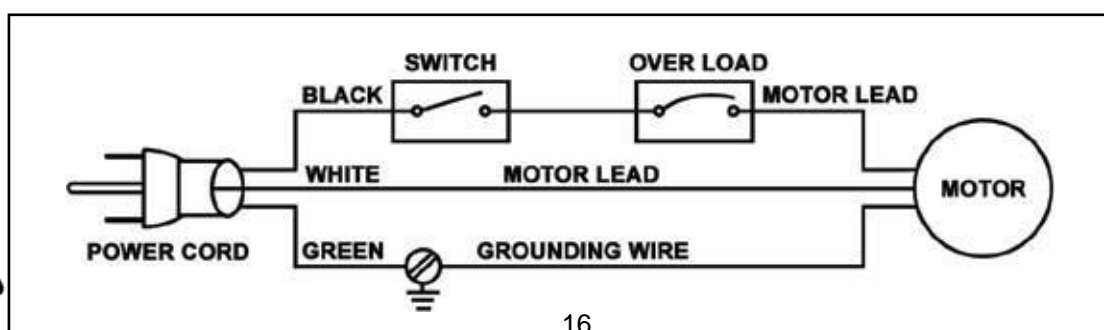 SWITCH
OVER LOAD
BLACK
MOTOR LEAD
WHITE
MOTOR LEAD
MOTOR
POWER CORD
GREEN
GROUNDING WIRE
16